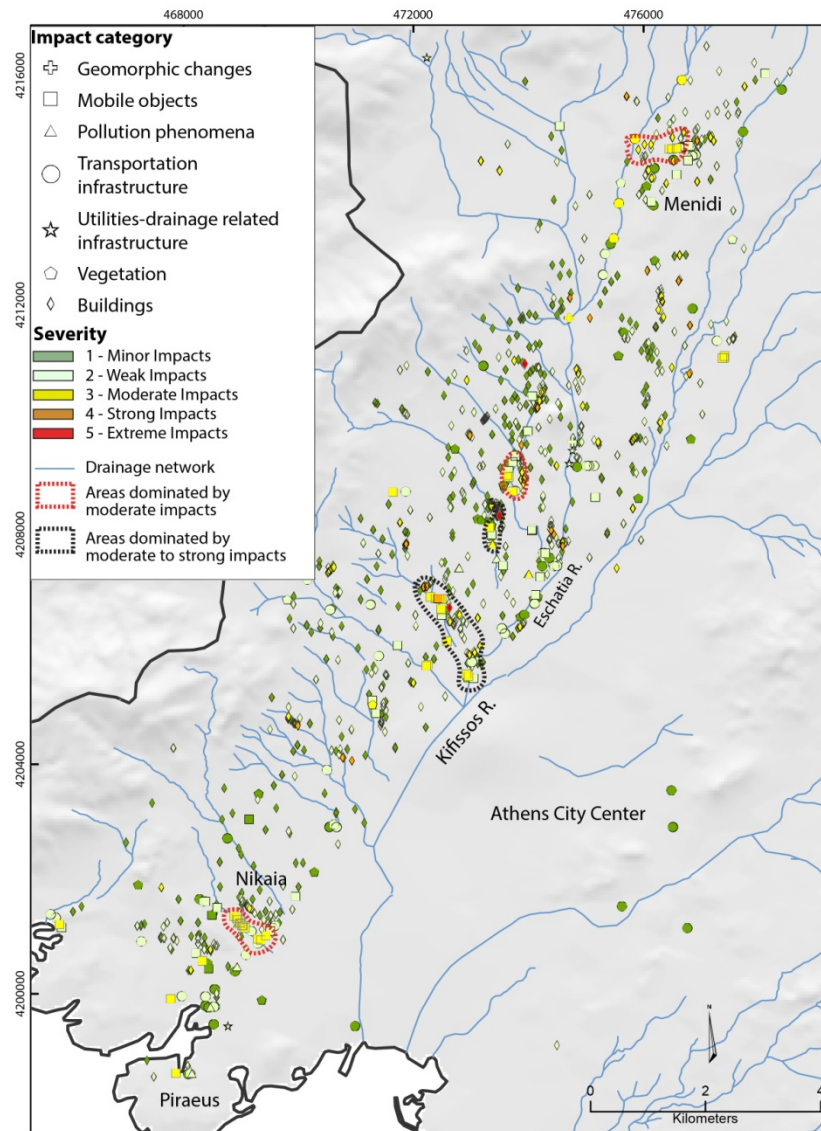 468000
472000
476000
4216000
4212000
4208000
4204000
4200000
Impact category
Geomorphic changes
Mobile objects
Pollution phenomena
Transportation
infrastructure
Utilities-drainage related
infrastructure
Vegetation
Buildings
Severity
1 - Minor Impacts
2 - Weak Impacts
3 - Moderate Impacts
4 - Strong Impacts
5 - Extreme Impacts
Drainage network
Areas dominated by
moderate impacts
Areas dominated by
moderate to strong impacts
Menidi
Eschatia R.
Kifissos R.
Athens City Center
Nikaia
Piraeus
N
0 2 4
Kilometers